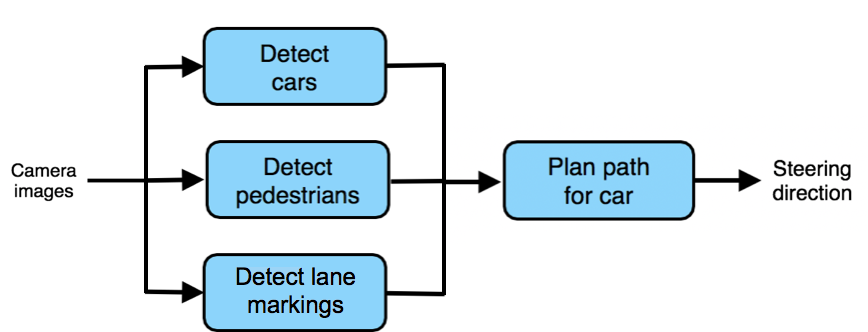 Detect
cars
Camera
images
Detect
pedestrians
Plan path
for car
Steering
direction
Detect lane
markings